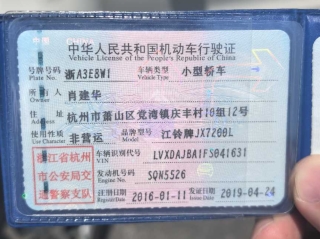 中华人民共和国机动车行驶证
Vehicle License of the People's Republic of China
号牌号码 浙A3E8W1 车辆类型 小型轿车
Plate No. Vehicle Type
所有人 肖建华
Owner
住址 杭州市萧山区党湾镇庆丰村10组12号
Address
使用性质 非营运 品牌型号 江铃牌JX7200L
Use Character Model
浙江省杭州
市公安局交
通警察支队
车辆识别代号 LVXDAJBA1FS041631
VIN
发动机号码 SQN5526
Engine No.
注册日期 2016-01-11 发证日期 2019-04-24
Register Date Issue Date